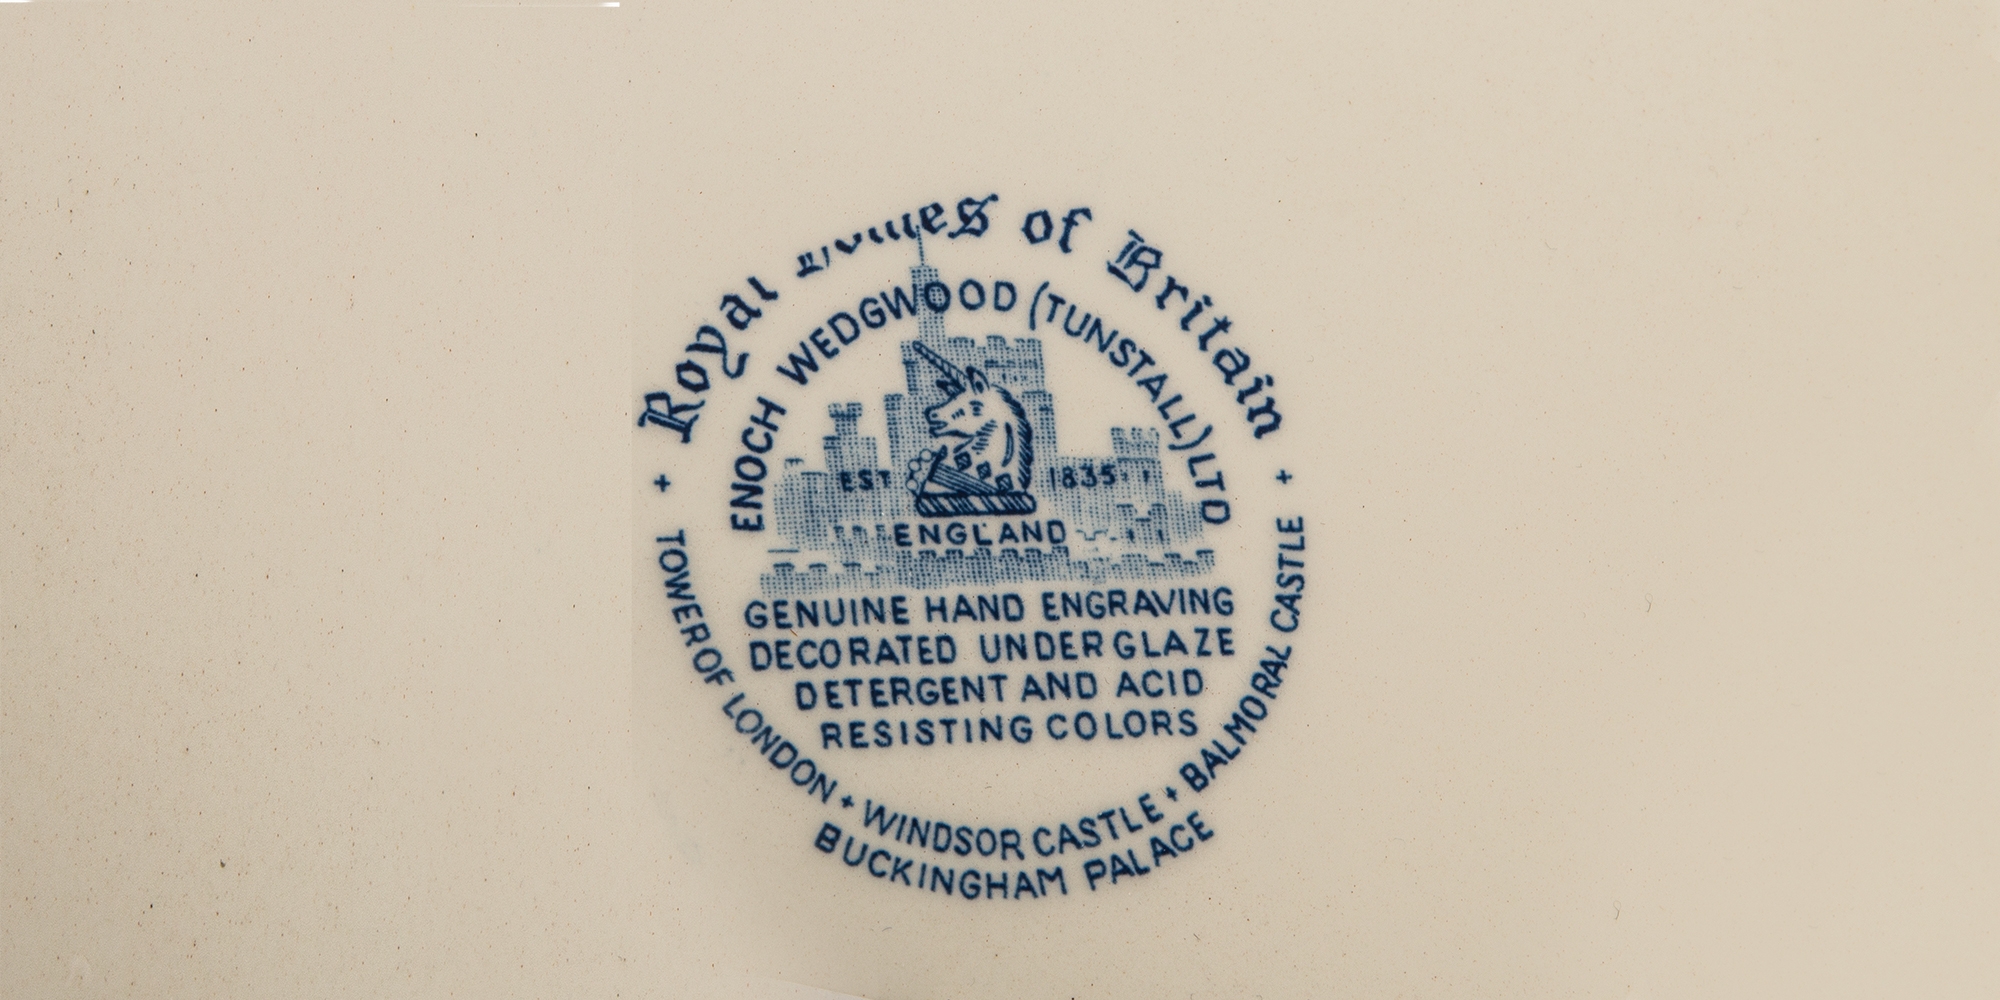 Royal of Britain
ENOCH WEDGWOOD (TUNSTALL) LTD
EST 1835
ENGLAND
GENUINE HAND ENGRAVING
DECORATED UNDERGLAZE
DETERGENT AND ACID
RESISTING COLORS
+ TOWER OF LONDON + WINDSOR CASTLE + BALMORAL CASTLE +
BUCKINGHAM PALACE